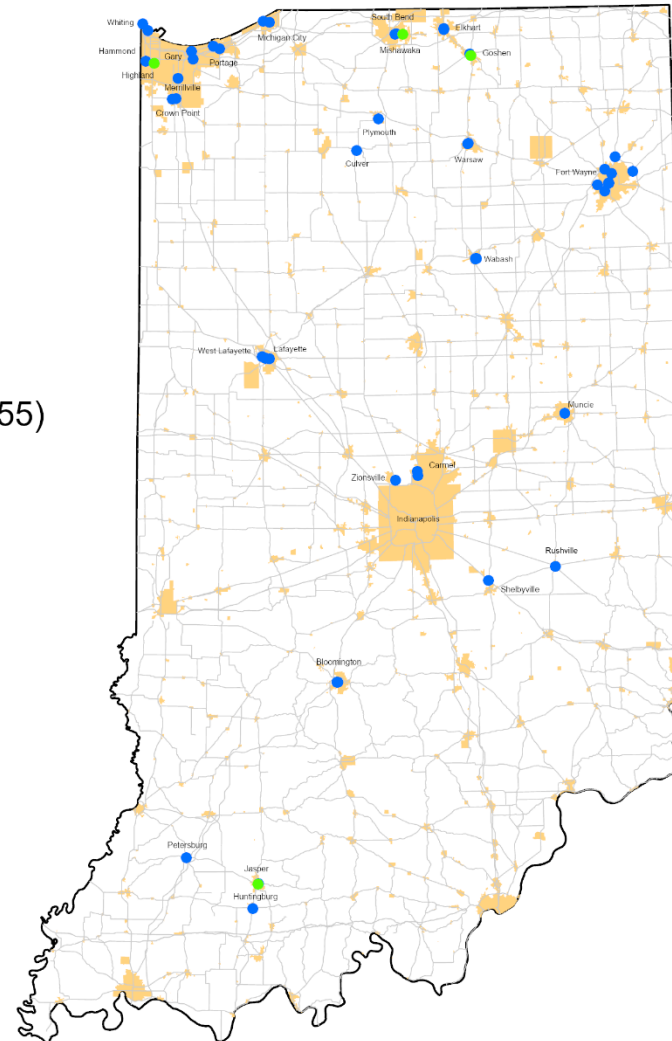 Whiting
South Bend
Elkhart
Michigan City
Hammond
Gary
Portage
Mishawaka
Goshen
Highland
Merrillville
Crown Point
Plymouth
Culver
Warsaw
Fort Wayne
Wabash
West Lafayette
Lafayette
55)
Muncie
Carmel
Zionsville
Indianapolis
Rushville
Shelbyville
Bloomington
Petersburg
Jasper
Huntingburg